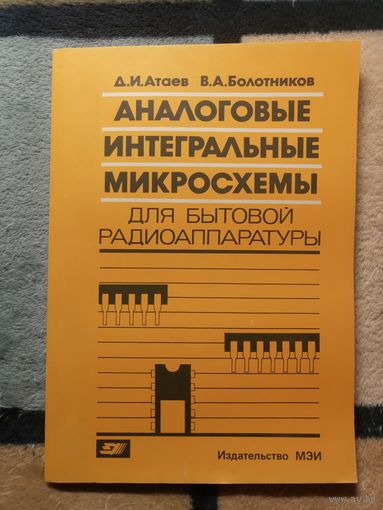 Д.И.Атаев В.А.Болотников
АНАЛОГОВЫЕ
ИНТЕГРАЛЬНЫЕ
МИКРОСХЕМЫ
ДЛЯ БЫТОВОЙ
РАДИОАППАРАТУРЫ
Издательство МЭИ